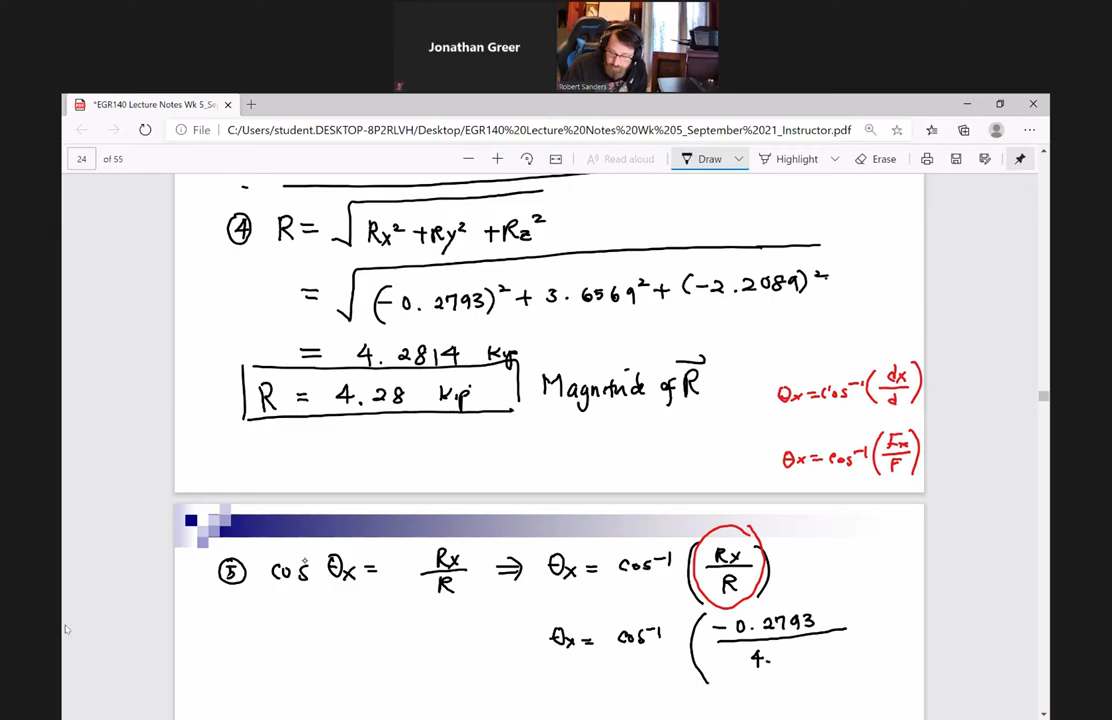 Jonathan Greer
Robert Sanders
*EGR140 Lecture Notes Wk 5_Se
File C:/Users/student.DESKTOP-8P2RLVH/Desktop/EGR140%20Lecture%20Notes%20Wk%205_September%2021_Instructor.pdf
24 of 55 Read aloud Draw Highlight Erase
④ R = √(Rx² + Ry² + Rz²)
= √((-0.2793)² + 3.6569² + (-2.2089)²)
= 4.2814 kip
R = 4.28 kip Magnitude of R⃗
θx = cos⁻¹(dx/d)
θx = cos⁻¹(Fx/F)
⑤ cos θx = Rx/R ⇒ θx = cos⁻¹(Rx/R)
θx = cos⁻¹(-0.2793/4.